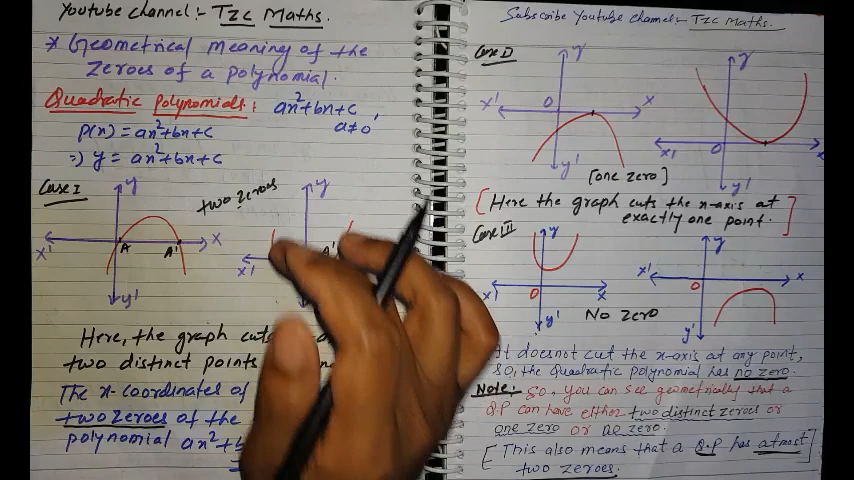 Youtube channel:- Tzc Maths.
* Geometrical meaning of the
Zeroes of a polynomial.
Quadratic polynomials: ax²+bx+c
a≠0
p(x) = ax²+bx+c
=) y = ax²+bx+c
Case I
y
two zeroes
y
X'
A
A'
X
A'
X'
y'
Here, the graph cuts
two distinct points
The x-coordinates of
two zeroes of the
polynomial
Subscribe Youtube channel:- Tzc Maths.
Case II
y
y
X'
O
X
X'
O
X
y'
[one zero]
y'
[Here the graph cuts the x-axis at
exactly one point.]
Case III
y
y
X'
O
X
X'
O
X
y'
No Zero
y'
It doesnot cut the x-axis at any point,
So, the Quadratic polynomial has no zero.
Note: So, You can see geometrically that a
Q.P can have either two distinct zeroes or
one zero or no zero.
[This also means that a Q.P has atmost
two zeroes.]